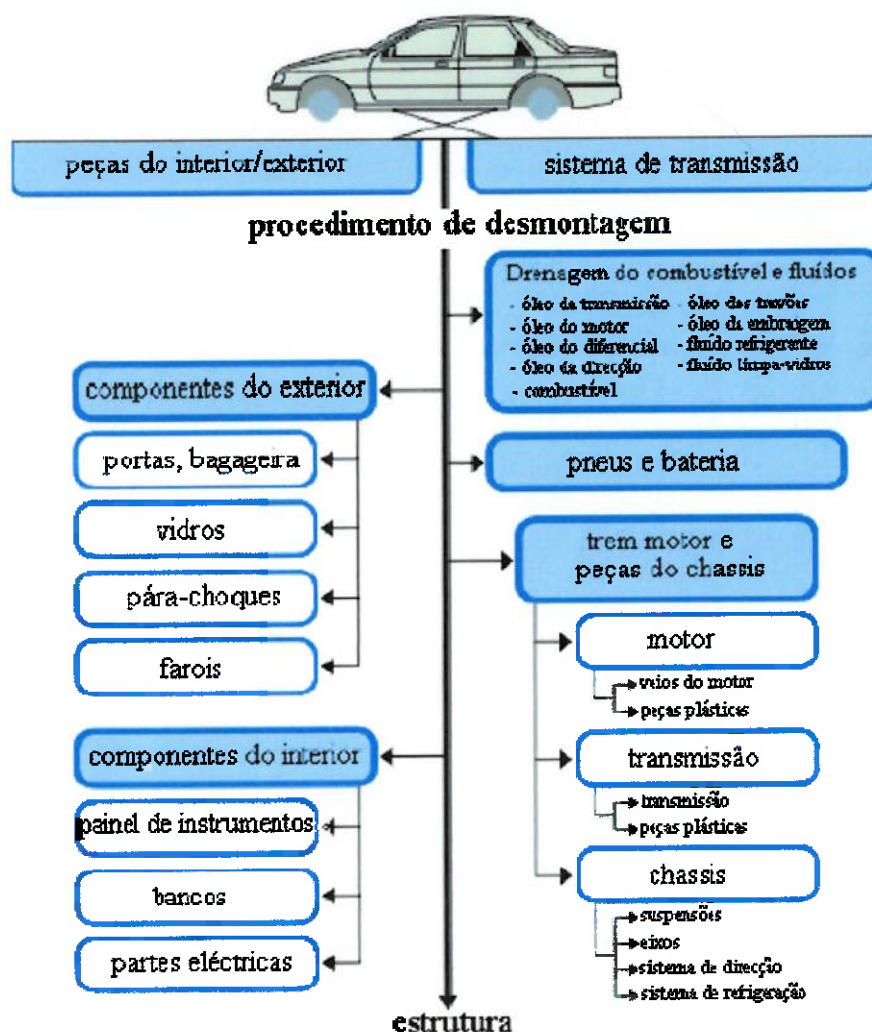 peças do interior/exterior
sistema de transmissão
procedimento de desmontagem
Drenagem do combustível e fluídos
- óleo da transmissão
- óleo do motor
- óleo do diferencial
- óleo da direcção
- combustível
- óleo dos travões
- óleo da embraiagem
- fluído refrigerante
- fluído limpa-vidros
componentes do exterior
portas, bagageira
vidros
pára-choques
farois
pneus e bateria
trem motor e
peças do chassis
motor
veios do motor
peças plásticas
transmissão
transmissão
peças plásticas
chassis
suspensões
eixos
sistema de direcção
sistema de refrigeração
componentes do interior
painel de instrumentos
bancos
partes eléctricas
estrutura